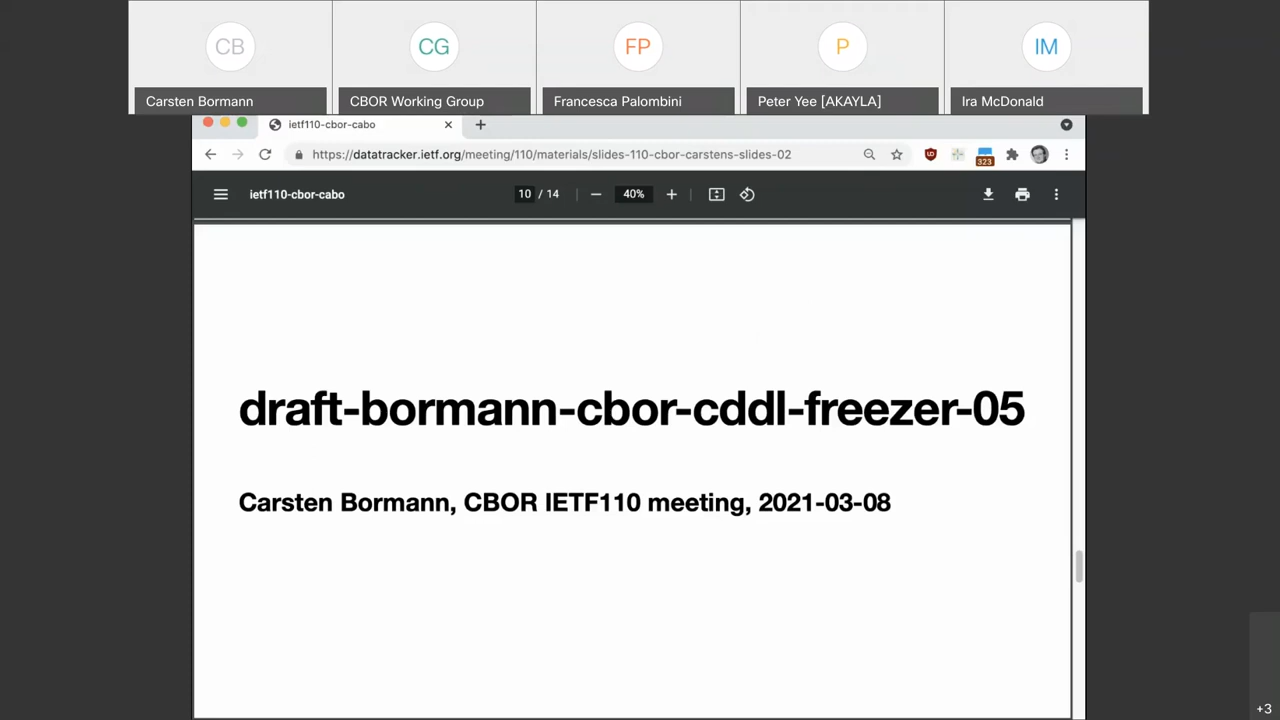 CB
CG
FP
P
IM
Carsten Bormann
CBOR Working Group
Francesca Palombini
Peter Yee [AKAYLA]
Ira McDonald
ietf110-cbor-cabo
https://datatracker.ietf.org/meeting/110/materials/slides-110-cbor-carstens-slides-02
323
ietf110-cbor-cabo
10 / 14
40%
draft-bormann-cbor-cddl-freezer-05
Carsten Bormann, CBOR IETF110 meeting, 2021-03-08
+3